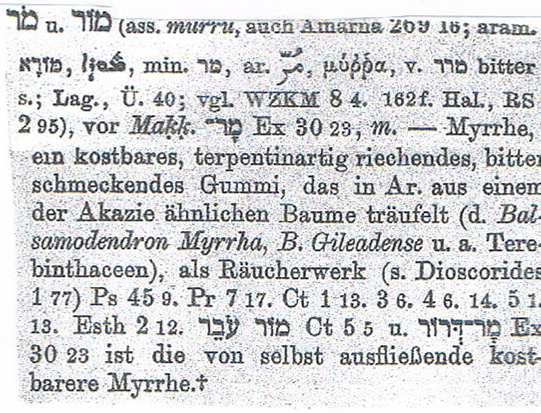 מֹר u. מוֹר (ass. murru, auch Amarna 269 16; aram.
מוֹרָא, min. מר, ar. مُرّ, μύῤῥα, v. מרר bitter
s.; Lag., Ü. 40; vgl. WZKM 8 4. 162f. Hal., RS
2 95), vor Makk. מָר־ Ex 30 23, m. — Myrrhe,
ein kostbares, terpentinartig riechendes, bitter
schmeckendes Gummi, das in Ar. aus einem
der Akazie ähnlichen Baume träufelt (d. Bal-
samodendron Myrrha, B. Gileadense u. a. Tere-
binthaceen), als Räucherwerk (s. Dioscorides
1 77) Ps 45 9. Pr 7 17. Ct 1 13. 3 6. 4 6. 14. 5 1.
13. Esth 2 12. מוֹר עֹבֵר Ct 5 5 u. מָר־דְּרוֹר Ex
30 23 ist die von selbst ausfließende kost-
barere Myrrhe.†